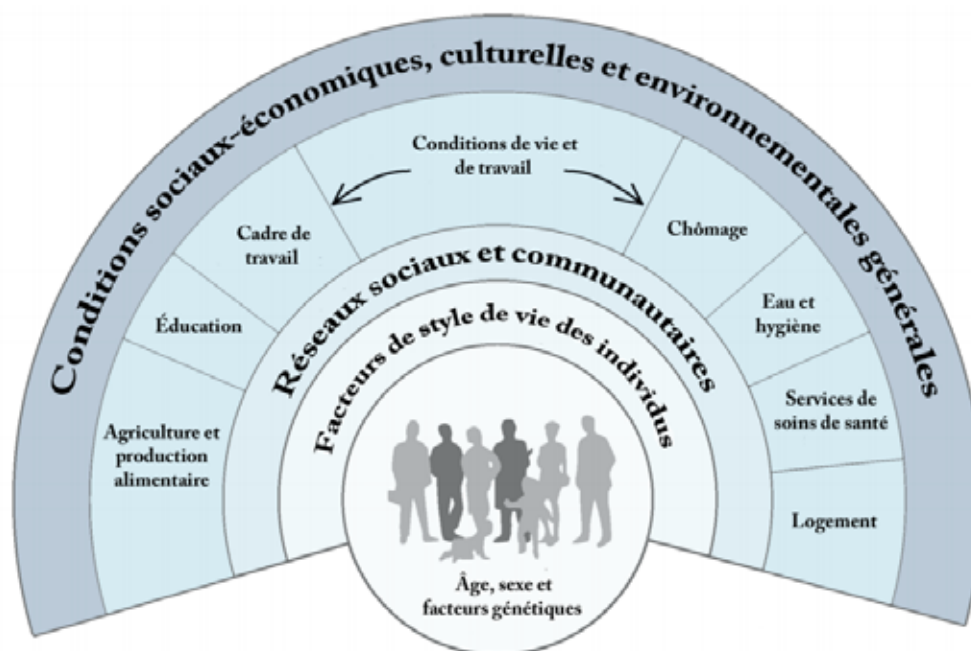 Conditions sociaux-économiques, culturelles et environnementales générales
Conditions de vie et
de travail
Cadre de
travail
Chômage
Éducation
Eau et
hygiène
Agriculture et
production
alimentaire
Services de
soins de santé
Logement
Réseaux sociaux et communautaires
Facteurs de style de vie des individus
Âge, sexe et
facteurs génétiques